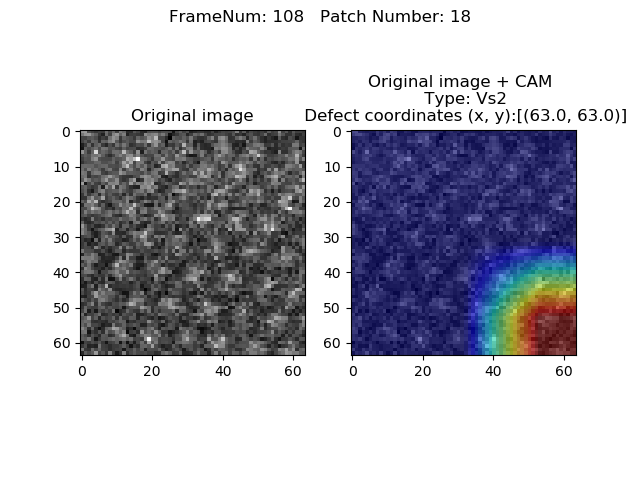 FrameNum: 108   Patch Number: 18
Original image
Original image + CAM
Type: Vs2
Defect coordinates (x, y):[(63.0, 63.0)]
0
10
20
30
40
50
60
0 20 40 60
0
10
20
30
40
50
60
0 20 40 60